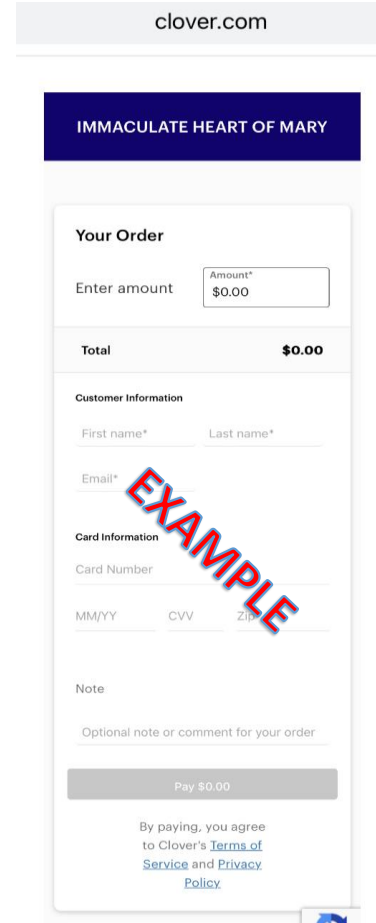 clover.com
IMMACULATE HEART OF MARY
Your Order
Amount*
Enter amount
$0.00
Total $0.00
Customer Information
First name* Last name*
Email*
EXAMPLE
Card Information
Card Number
MM/YY CVV Zip
Note
Optional note or comment for your order
Pay $0.00
By paying, you agree
to Clover's Terms of
Service and Privacy
Policy